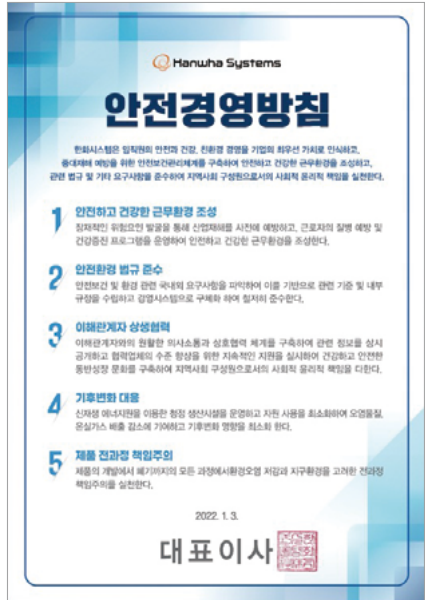 Hanwha Systems
안전경영방침
한화시스템은 임직원의 안전과 건강, 친환경 경영을 기업의 최우선 가치로 인식하고,
중대재해 예방을 위한 안전보건관리체계를 구축하여 안전하고 건강한 근무환경을 조성하고,
관련 법규 및 기타 요구사항을 준수하여 지역사회 구성원으로서의 사회적 윤리적 책임을 실천한다.
1 안전하고 건강한 근무환경 조성
잠재적인 위험요인 발굴을 통해 산업재해를 사전에 예방하고, 근로자의 질병 예방 및
건강증진 프로그램을 운영하여 안전하고 건강한 근무환경을 조성한다.
2 안전환경 법규 준수
안전보건 및 환경 관련 국내외 요구사항을 파악하여 이를 기반으로 관련 기준 및 내부
규정을 수립하고 경영시스템으로 구체화 하여 철저히 준수한다.
3 이해관계자 상생협력
이해관계자와의 원활한 의사소통과 상호협력 체계를 구축하여 관련 정보를 상시
공개하고 협력업체의 수준 향상을 위한 지속적인 지원을 실시하여 건강하고 안전한
동반성장 문화를 구축하여 지역사회 구성원으로서의 사회적 윤리적 책임을 다한다.
4 기후변화 대응
신재생 에너지원을 이용한 청정 생산시설을 운영하고 자원 사용을 최소화하여 오염물질,
온실가스 배출 감소에 기여하고 기후변화 영향을 최소화 한다.
5 제품 전과정 책임주의
제품의 개발에서 폐기까지의 모든 과정에서환경오염 저감과 지구환경을 고려한 전과정
책임주의를 실천한다.
2022. 1. 3.
대표이사